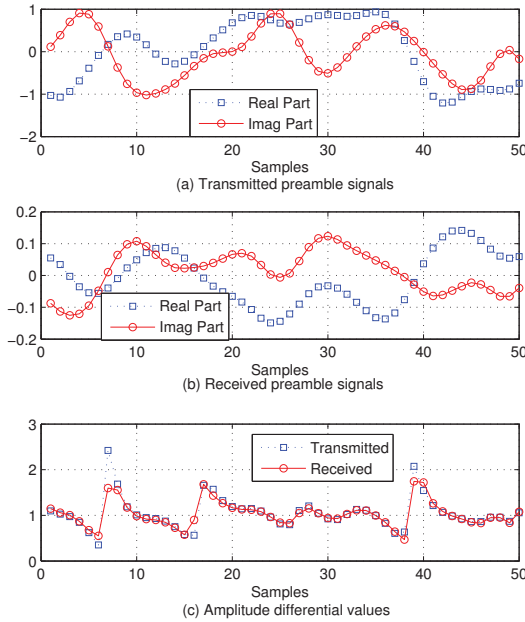 1
0
−1
−2
0
10
20
30
40
50
Real Part
Imag Part
Samples
(a) Transmitted preamble signals
0.2
0.1
0
−0.1
−0.2
0
10
20
30
40
50
Real Part
Imag Part
Samples
(b) Received preamble signals
3
2
1
0
0
10
20
30
40
50
Transmitted
Received
Samples
(c) Amplitude differential values